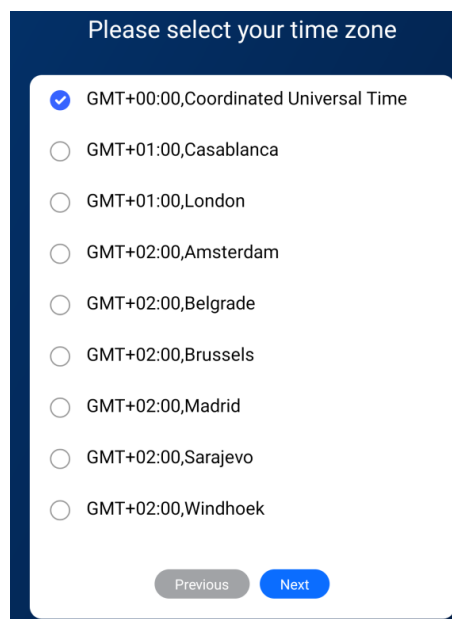 Please select your time zone
GMT+00:00,Coordinated Universal Time
GMT+01:00,Casablanca
GMT+01:00,London
GMT+02:00,Amsterdam
GMT+02:00,Belgrade
GMT+02:00,Brussels
GMT+02:00,Madrid
GMT+02:00,Sarajevo
GMT+02:00,Windhoek
Previous Next